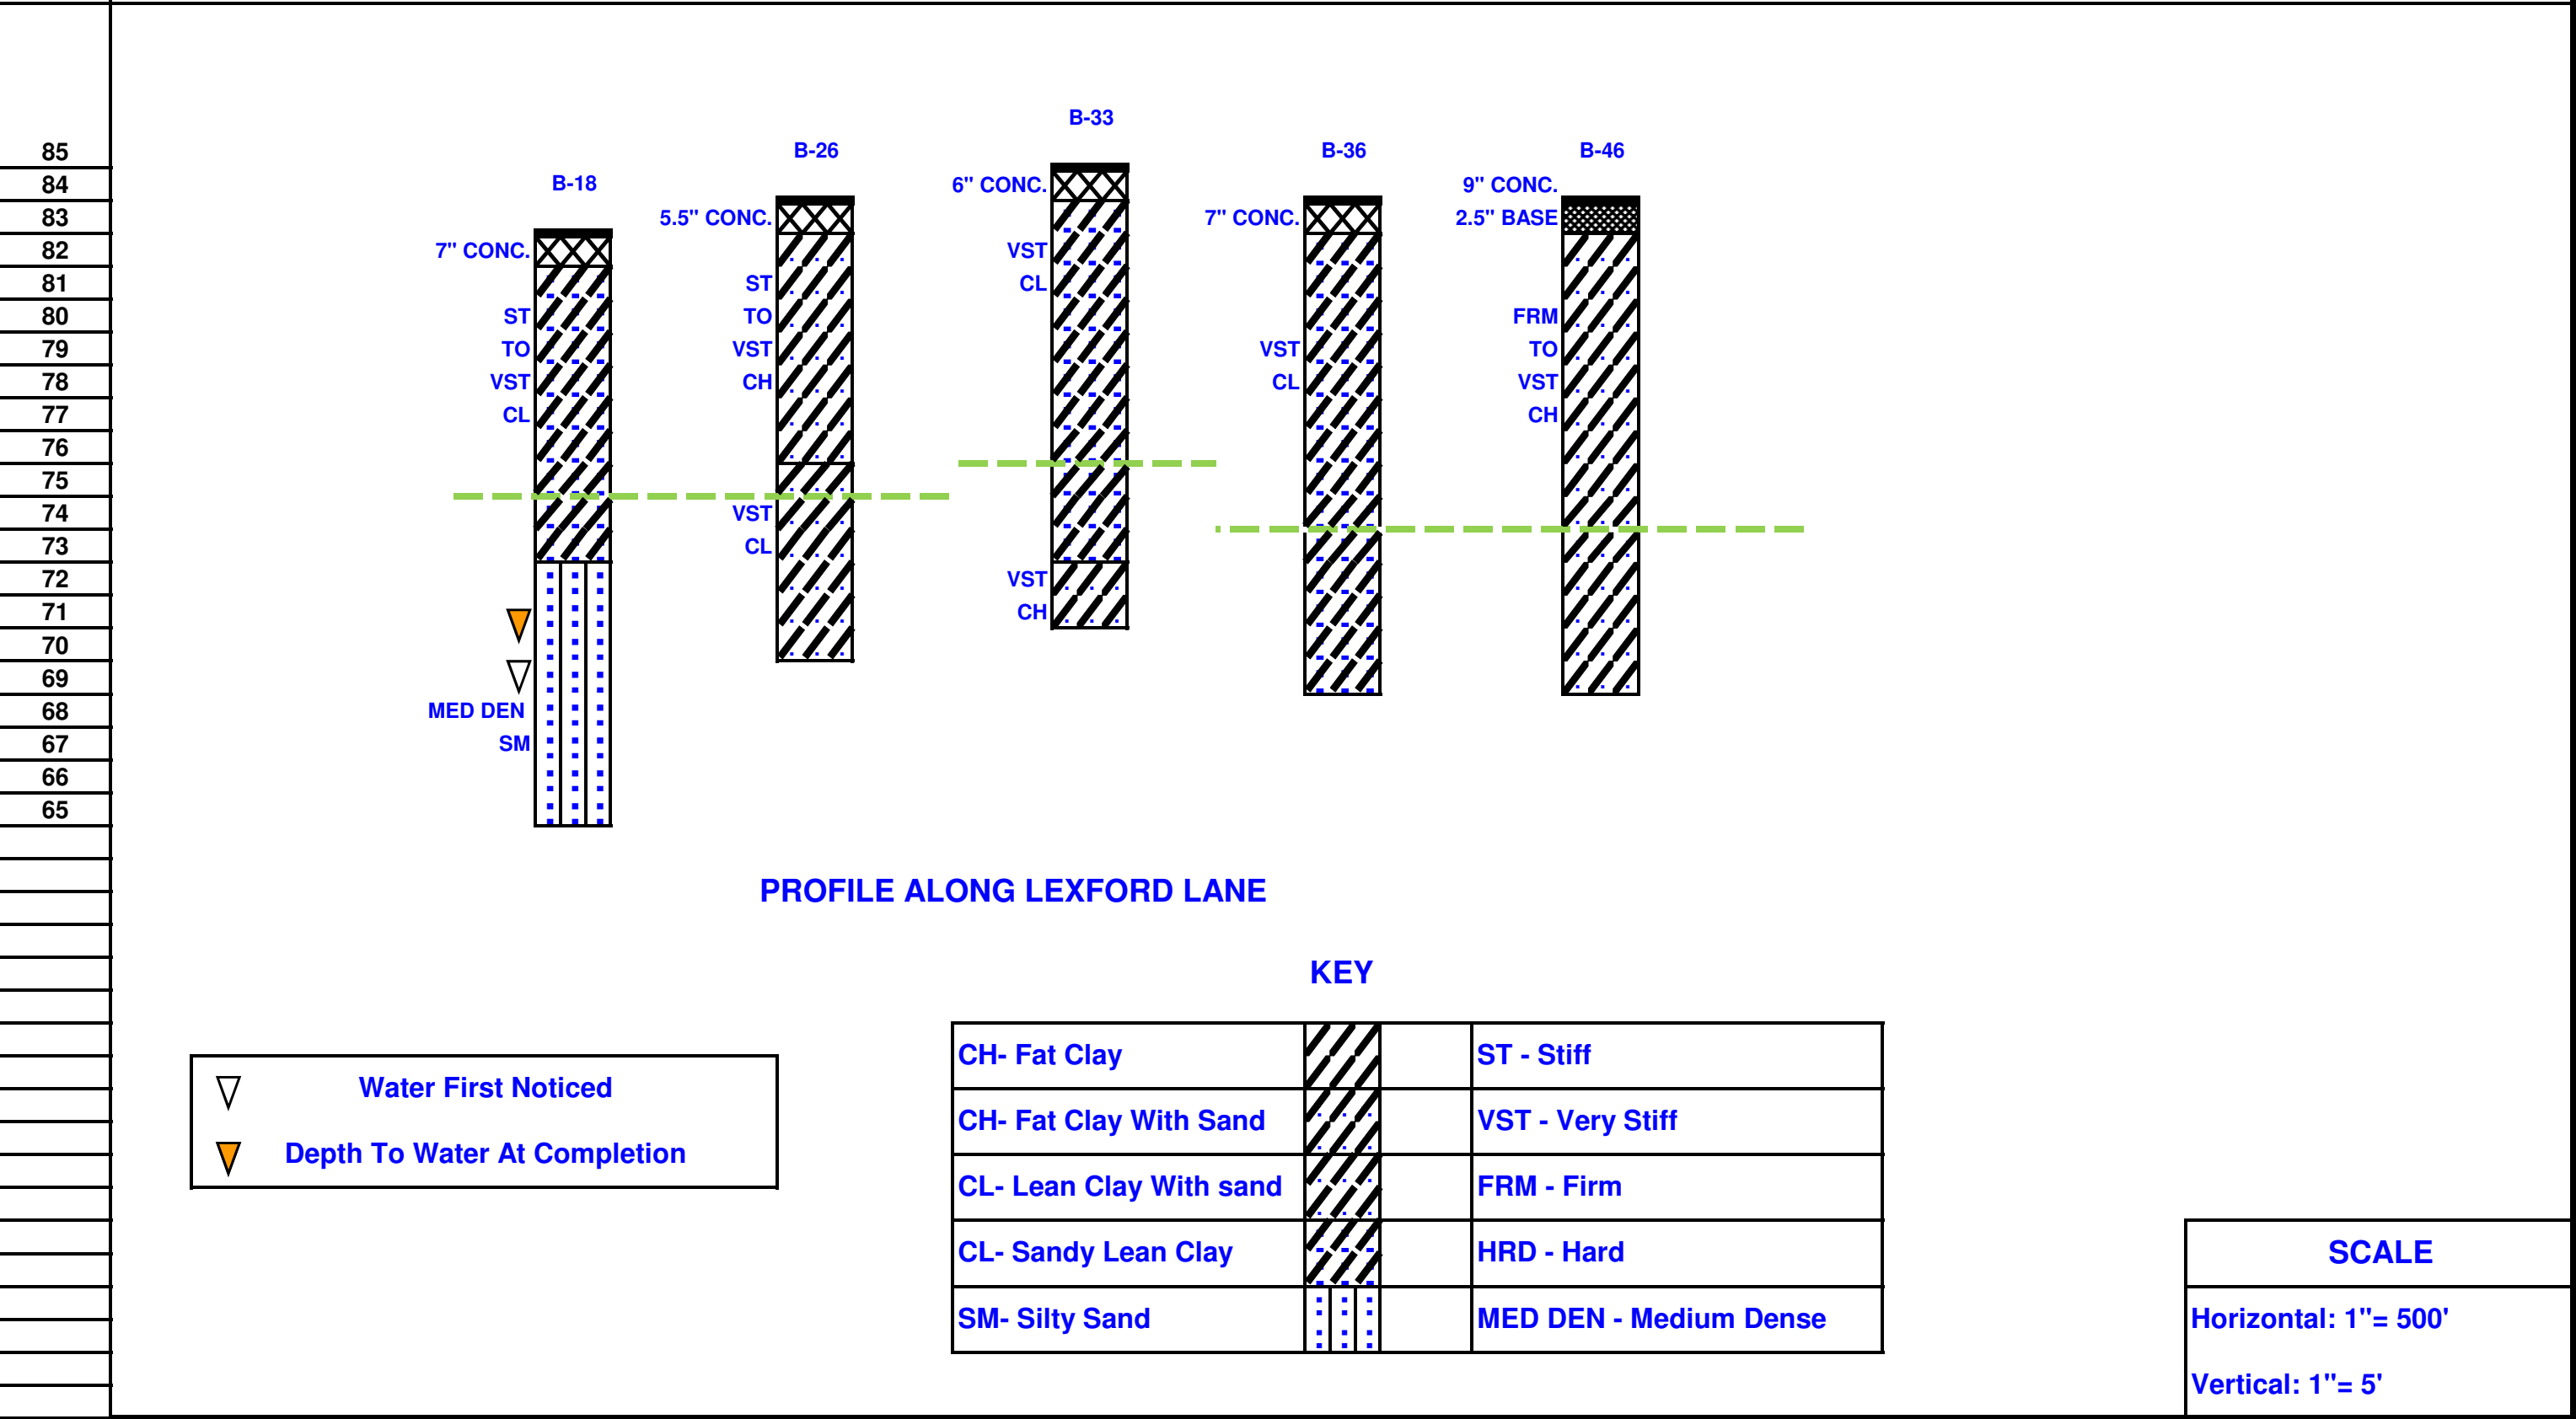 B-33
85
B-26
B-36
B-46
84
B-18
6" CONC.
9" CONC.
83
5.5" CONC.
7" CONC.
2.5" BASE
82
7" CONC.
VST
81
ST
CL
80
ST
TO
FRM
79
TO
VST
VST
TO
78
VST
CH
CL
VST
77
CL
CH
76
75
74
VST
73
CL
72
VST
71
CH
70
69
68
MED DEN
67
SM
66
65
PROFILE ALONG LEXFORD LANE
KEY
CH- Fat Clay
ST - Stiff
Water First Noticed
CH- Fat Clay With Sand
VST - Very Stiff
Depth To Water At Completion
CL- Lean Clay With sand
FRM - Firm
CL- Sandy Lean Clay
HRD - Hard
SCALE
SM- Silty Sand
MED DEN - Medium Dense
Horizontal: 1"= 500'
Vertical: 1"= 5'